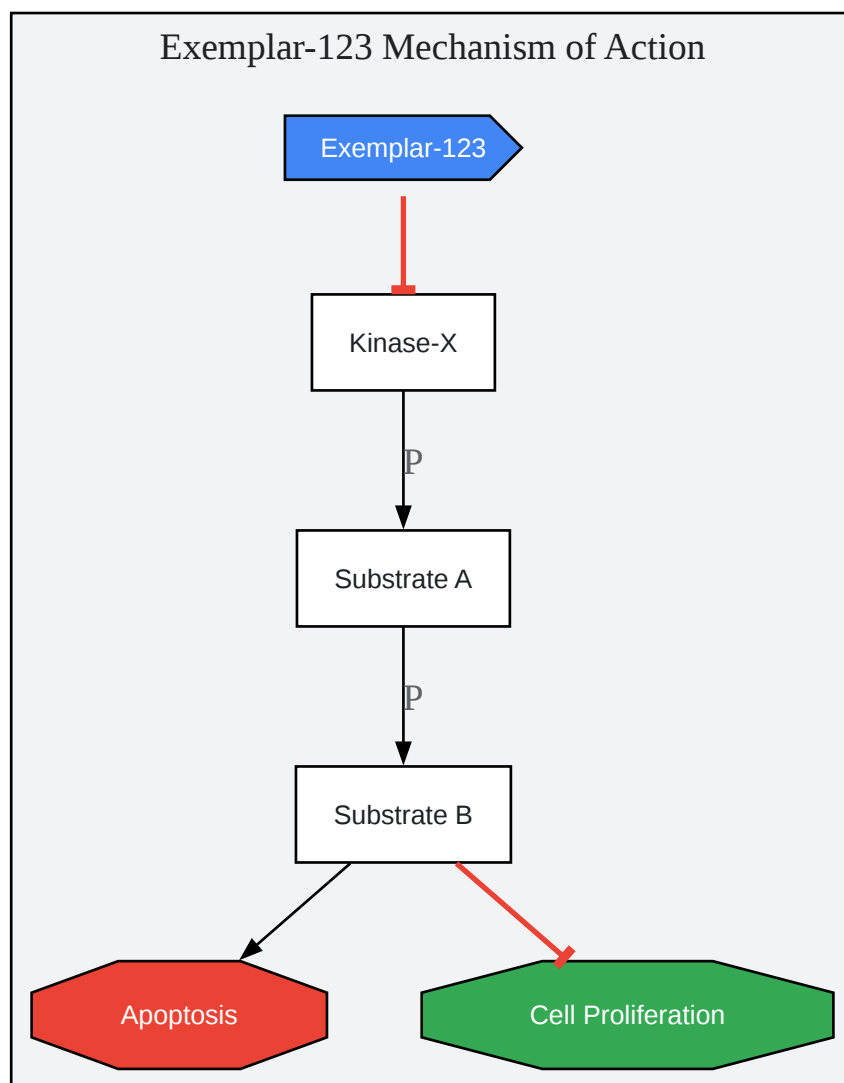 Exemplar-123 Mechanism of Action
Exemplar-123
Kinase-X
P
Substrate A
P
Substrate B
Apoptosis
Cell Proliferation